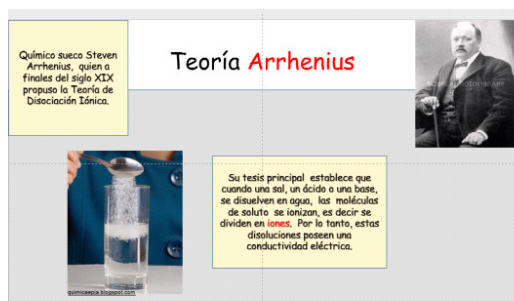 Químico sueco Steven
Arrhenius, quien a
finales del siglo XIX
propuso la Teoría de
Disociación Iónica.
Teoría Arrhenius
Su tesis principal establece que
cuando una sal, un ácido o una base,
se disuelven en agua, las moléculas
de soluto se ionizan, es decir se
dividen en iones. Por lo tanto, estas
disoluciones poseen una
conductividad eléctrica.
quimicaepja.blogspot.com